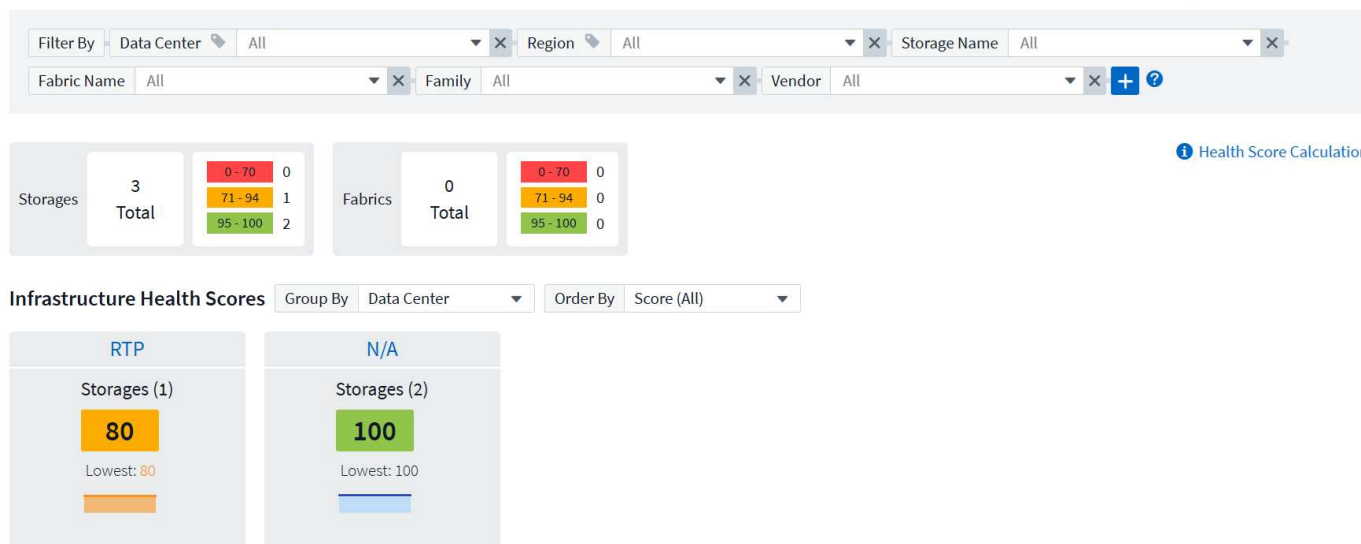 Filter By Data Center All Region All Storage Name All
Fabric Name All Family All Vendor All + ?
Health Score Calculation
Storages 3 Total 0 - 70 0 71 - 94 1 95 - 100 2
Fabrics 0 Total 0 - 70 0 71 - 94 0 95 - 100 0
Infrastructure Health Scores Group By Data Center Order By Score (All)
RTP
Storages (1)
80
Lowest: 80
N/A
Storages (2)
100
Lowest: 100